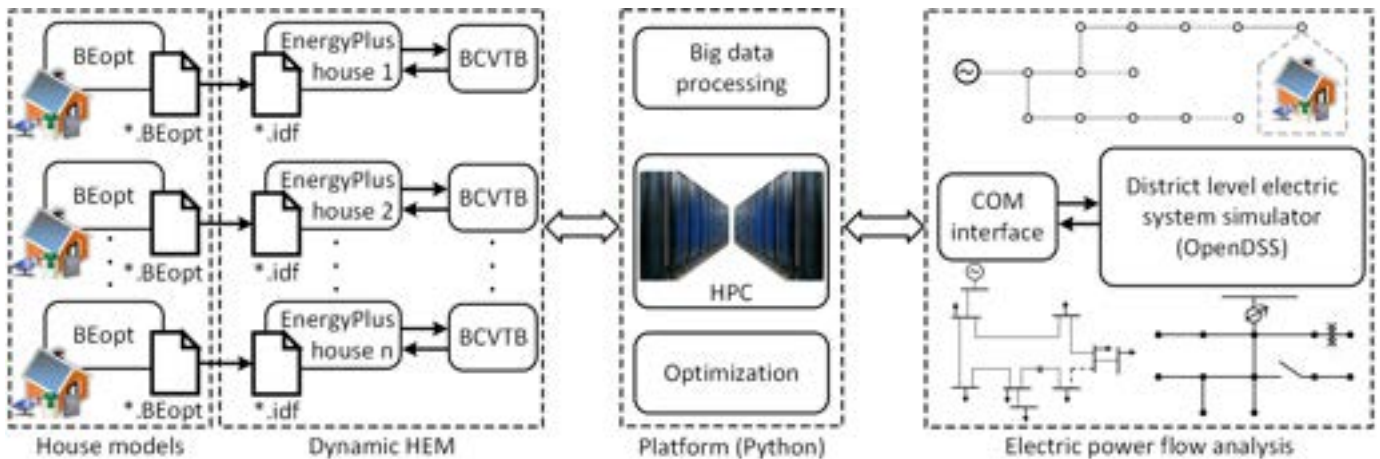 BEopt
*.BEopt
EnergyPlus
house 1
*.idf
BCVTB
BEopt
*.BEopt
EnergyPlus
house 2
*.idf
BCVTB
BEopt
*.BEopt
EnergyPlus
house n
*.idf
BCVTB
House models
Dynamic HEM
Big data
processing
HPC
Optimization
Platform (Python)
COM
interface
District level electric
system simulator
(OpenDSS)
Electric power flow analysis